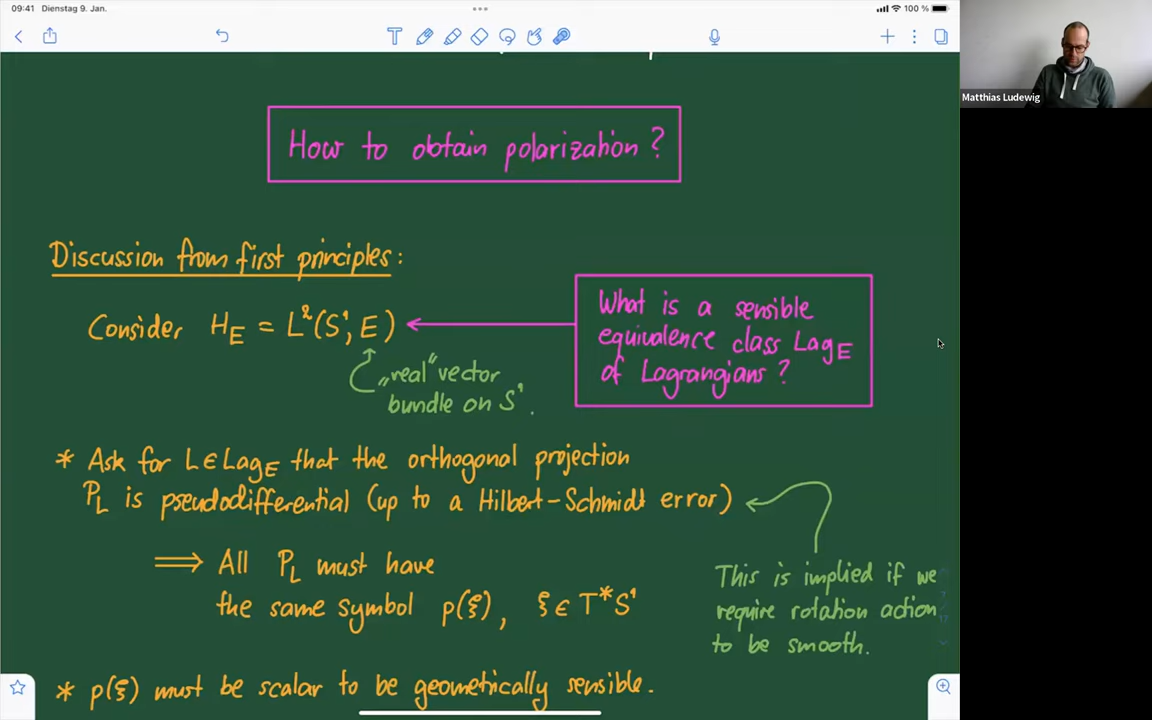 09:41 Dienstag 9. Jan.
100 %
Matthias Ludewig
How to obtain polarization?
Discussion from first principles:
Consider H_E = L²(S¹, E)
"real" vector
bundle on S¹.
What is a sensible
equivalence class Lag_E
of Lagrangians?
* Ask for L ∈ Lag_E that the orthogonal projection
P_L is pseudodifferential (up to a Hilbert-Schmidt error)
⟹ All P_L must have
the same symbol p(ξ), ξ ∈ T*S¹
This is implied if we
require rotation action
to be smooth.
* p(ξ) must be scalar to be geometrically sensible.